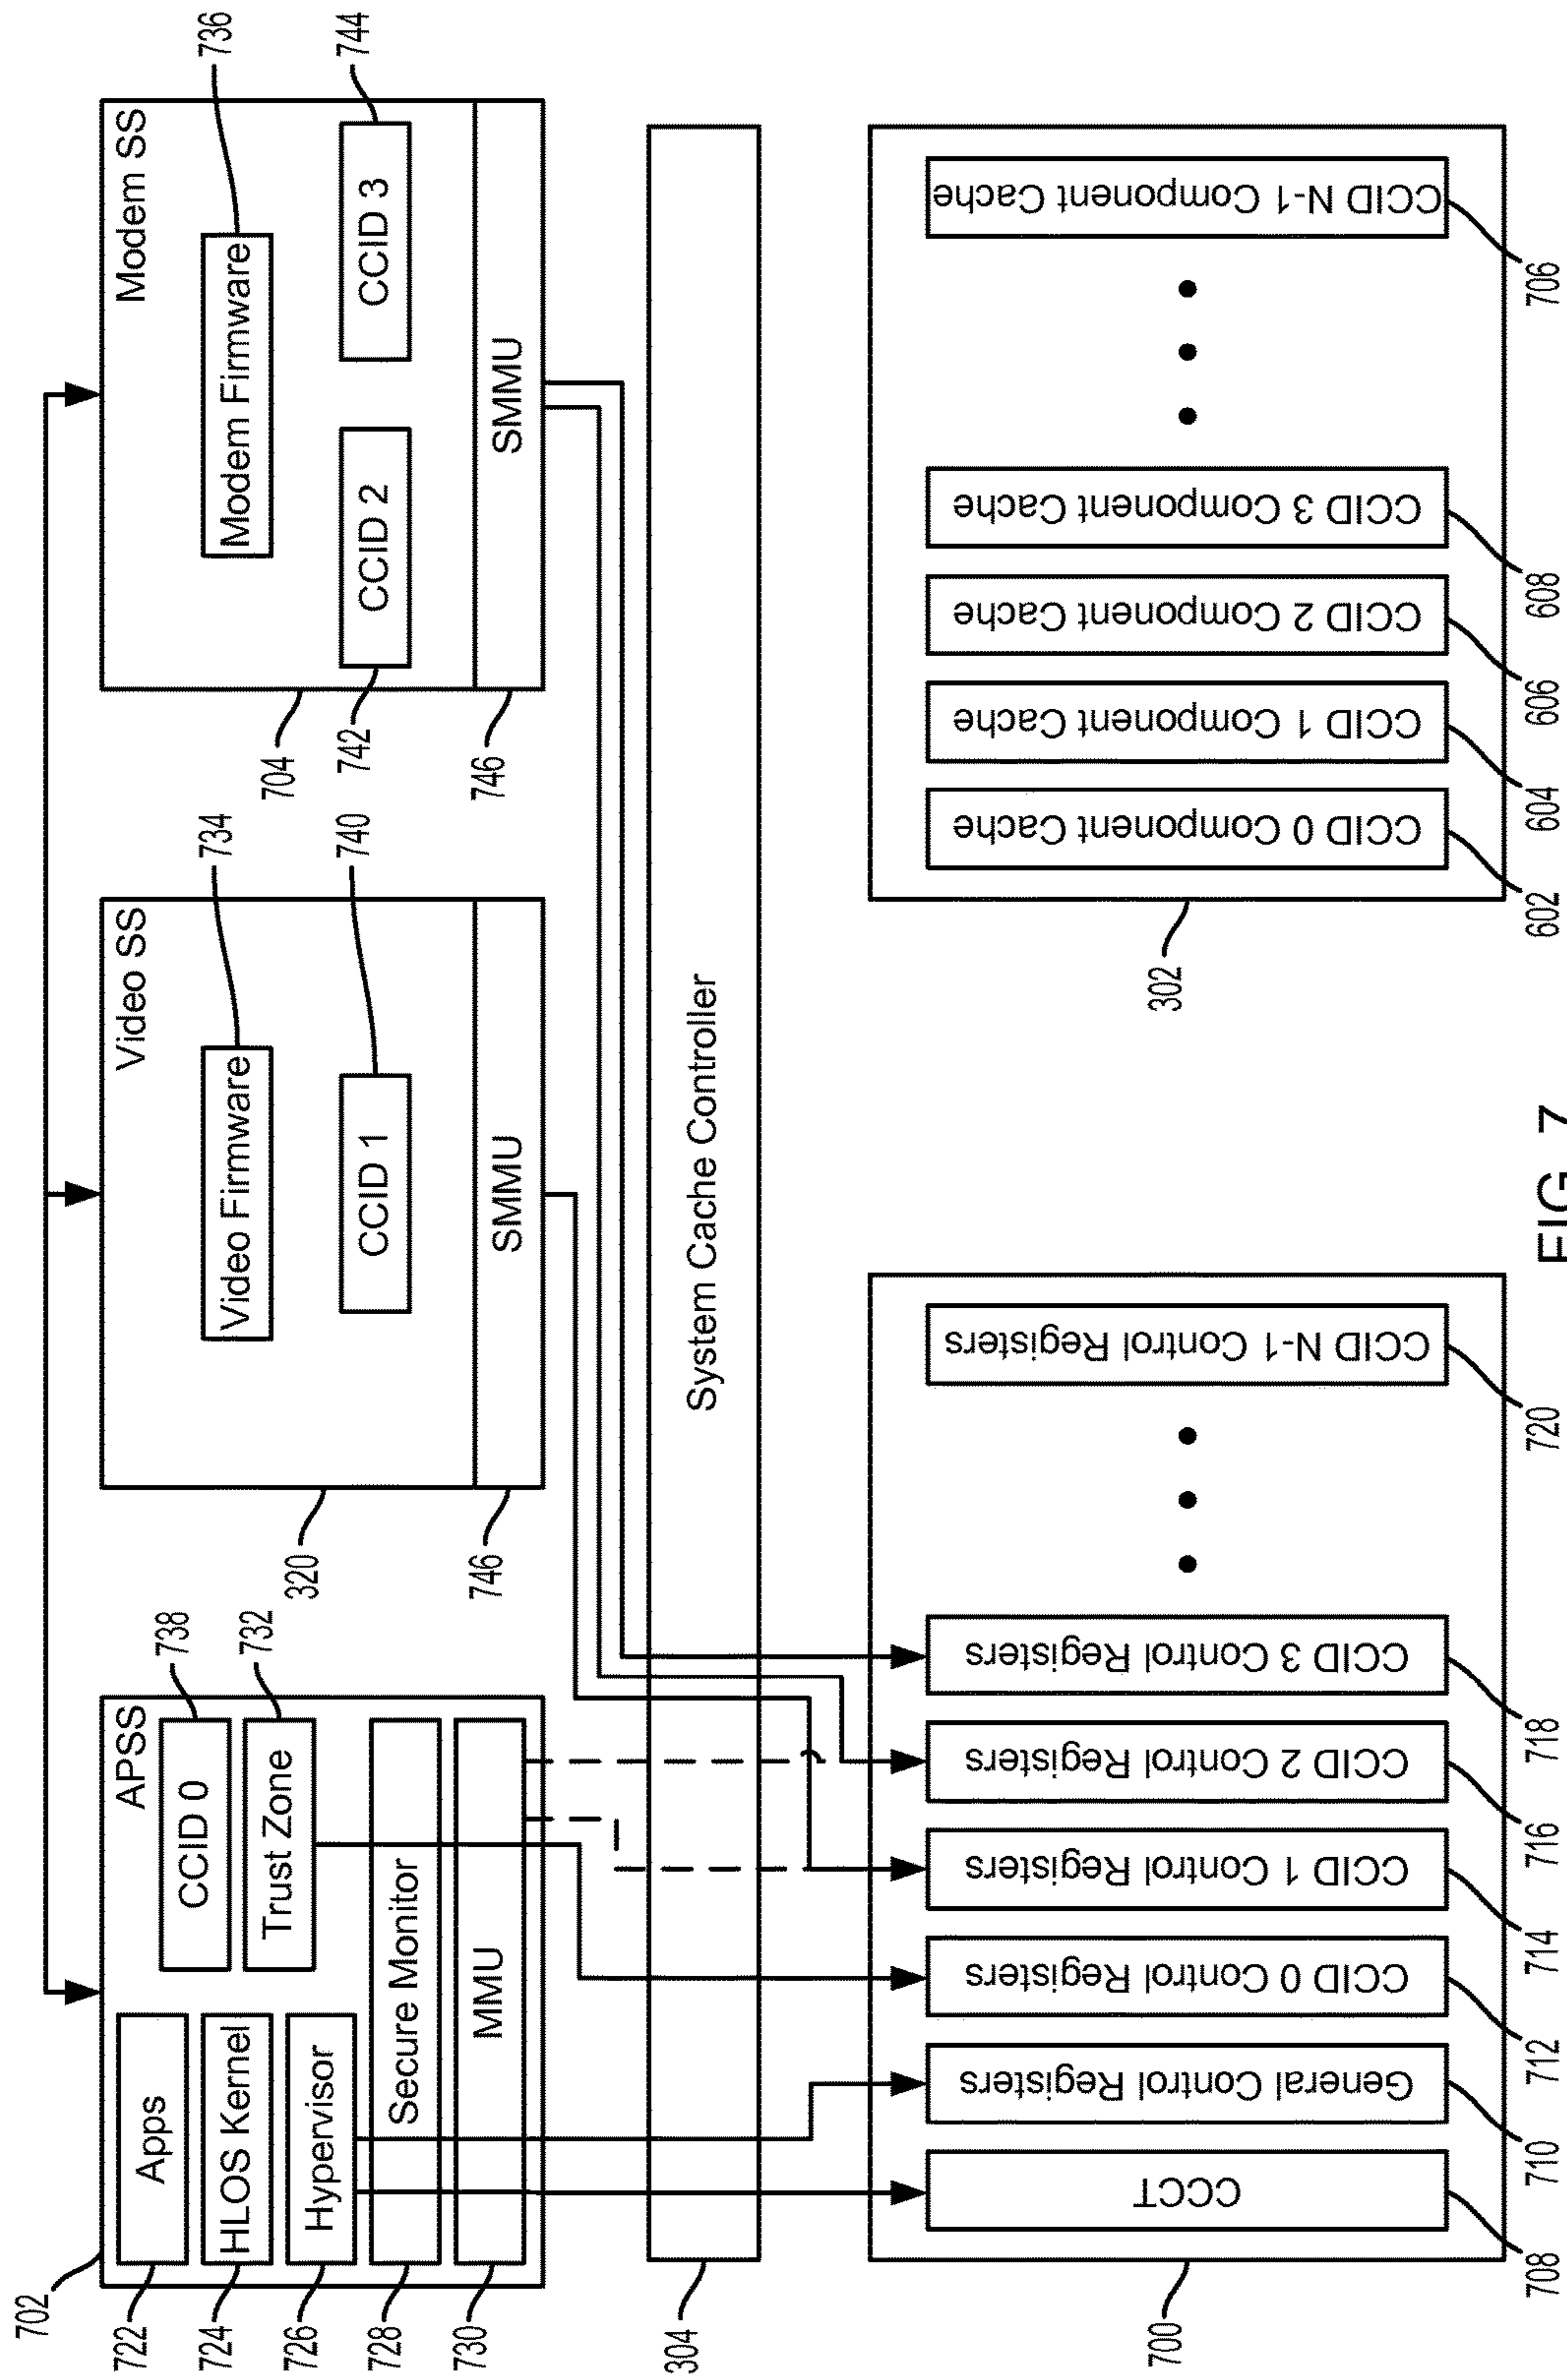 702
APSS
Apps
722
HLOS Kernel
724
Hypervisor
726
Secure Monitor
728
MMU
730
CCID 0
738
Trust Zone
732
Video SS
Video Firmware
734
CCID 1
740
320
SMMU
746
Modem SS
Modem Firmware
736
CCID 2
742
CCID 3
744
704
SMMU
746
System Cache Controller
304
CCCT
708
General Control Registers
710
CCID 0 Control Registers
712
CCID 1 Control Registers
714
CCID 2 Control Registers
716
CCID 3 Control Registers
718
CCID N-1 Control Registers
720
700
CCID 0 Component Cache
602
CCID 1 Component Cache
604
CCID 2 Component Cache
606
CCID 3 Component Cache
608
CCID N-1 Component Cache
706
302
FIG. 7